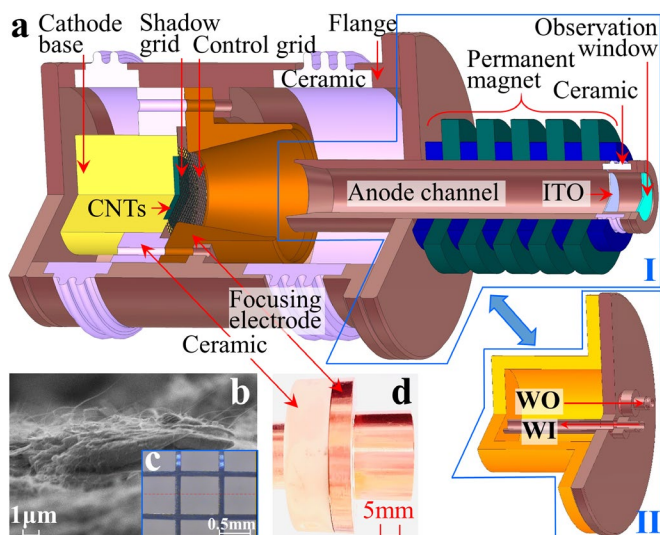 a
Cathode
base
Shadow
grid
Control grid
Flange
Ceramic
Permanent
magnet
Observation
window
Ceramic
CNTs
Anode channel
ITO
I
Focusing
electrode
Ceramic
b
1μm
c
0.5mm
d
5mm
WO
WI
II